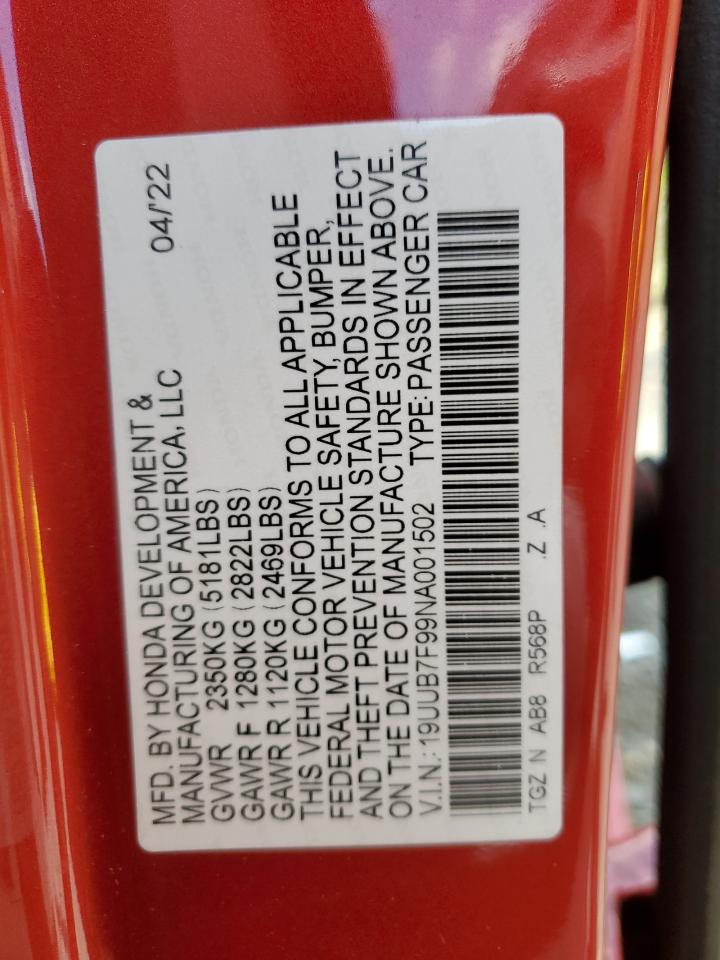 MFD. BY HONDA DEVELOPMENT &
MANUFACTURING OF AMERICA, LLC 04/'22
GVWR 2350KG (5181LBS)
GAWR F 1280KG (2822LBS)
GAWR R 1120KG (2469LBS)
THIS VEHICLE CONFORMS TO ALL APPLICABLE
FEDERAL MOTOR VEHICLE SAFETY, BUMPER,
AND THEFT PREVENTION STANDARDS IN EFFECT
ON THE DATE OF MANUFACTURE SHOWN ABOVE.
V.I.N.: 19UUB7F99NA001502 TYPE: PASSENGER CAR
TGZ N AB8 R568P .Z .A